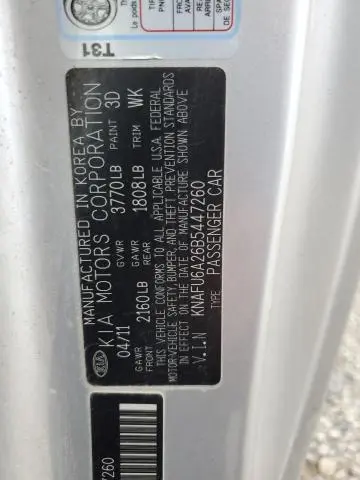 MANUFACTURED IN KOREA BY
KIA MOTORS CORPORATION
04/11 GVWR 3770LB PAINT 3D
GAWR FRONT 2160LB GAWR REAR 1808LB TRIM WK
THIS VEHICLE CONFORMS TO ALL APPLICABLE U.S.A. FEDERAL
MOTOR-VEHICLE SAFETY, BUMPER, AND THEFT PREVENTION STANDARDS
IN EFFECT ON THE DATE OF MANUFACTURE SHOWN ABOVE.
V.I.N KNAFU6A26B5447260
TYPE: PASSENGER CAR
KIA
T31
7260